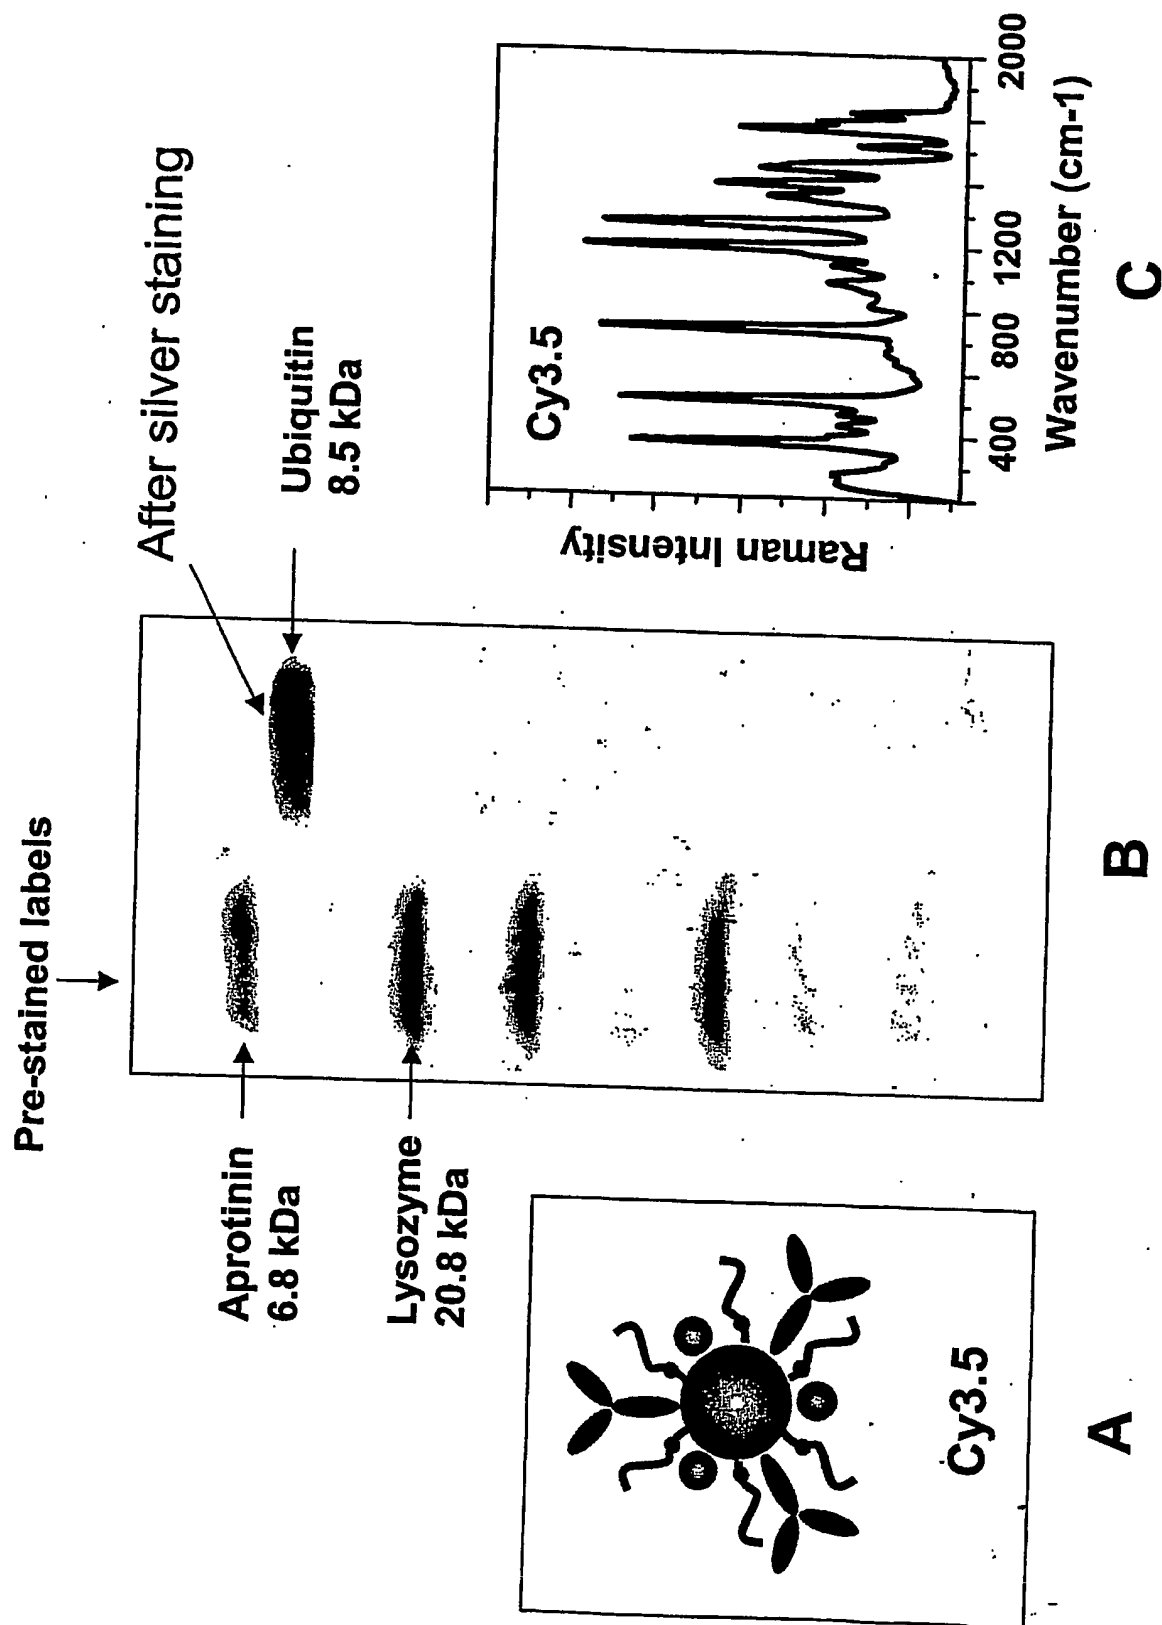 Pre-stained labels
After silver staining
Aprotinin
6.8 kDa
Lysozyme
20.8 kDa
Ubiquitin
8.5 kDa
Cy3.5
A
B
Cy3.5
Raman Intensity
400
800
1200
2000
Wavenumber (cm-1)
C